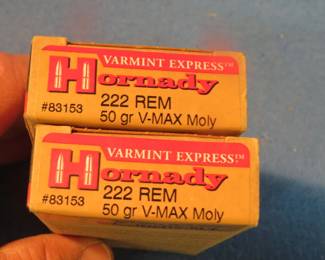 VARMINT EXPRESS™
Hornady
#83153
222 REM
50 gr V-MAX Moly
VARMINT EXPRESS™
Hornady
#83153
222 REM
50 gr V-MAX Moly